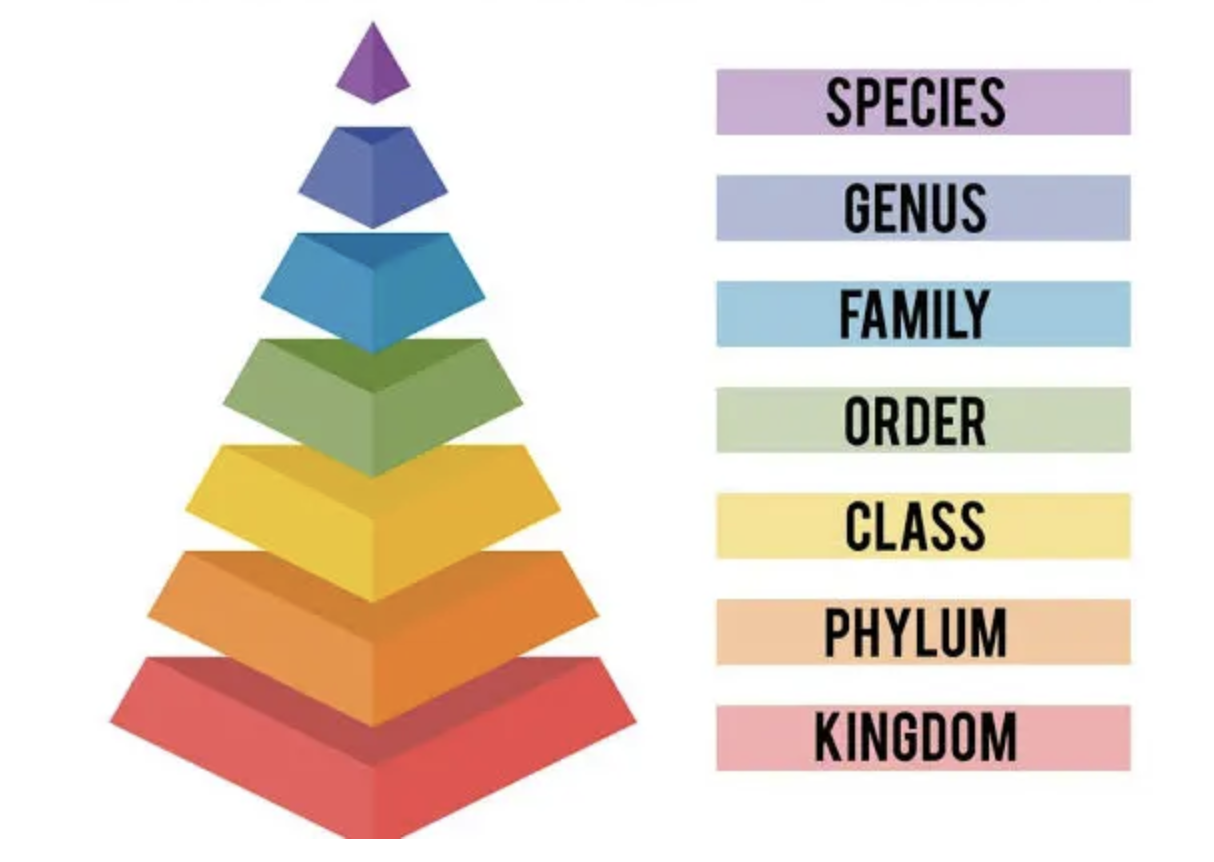 SPECIES
GENUS
FAMILY
ORDER
CLASS
PHYLUM
KINGDOM